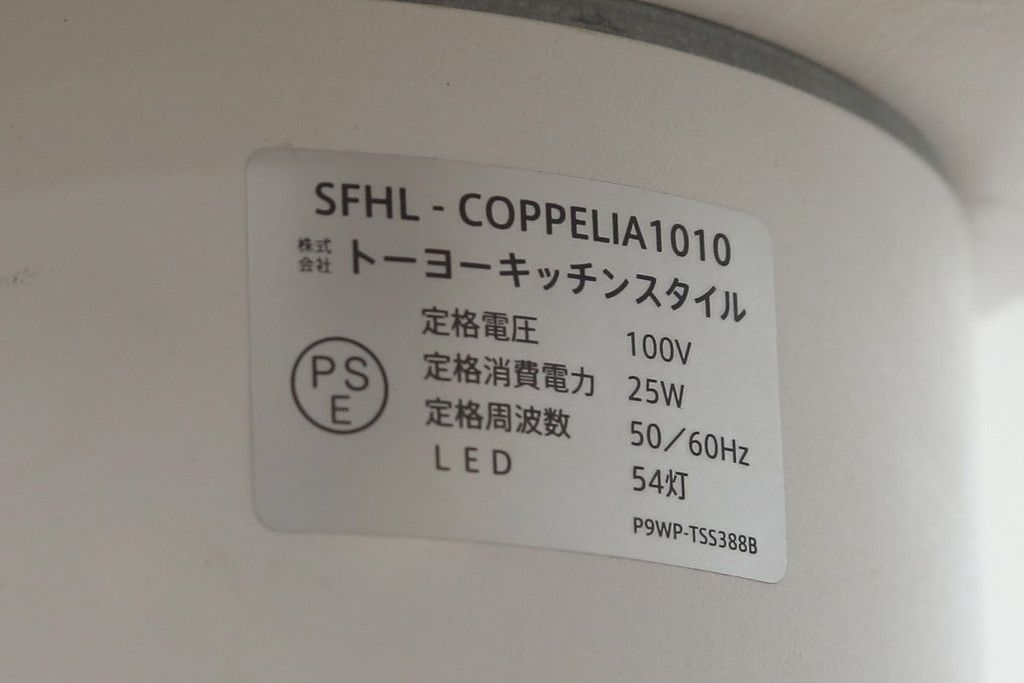 SFHL - COPPELIA1010
株式会社 トーヨーキッチンスタイル
定格電圧 100V
定格消費電力 25W
定格周波数 50/60Hz
LED 54灯
PSE
P9WP-TSS388B